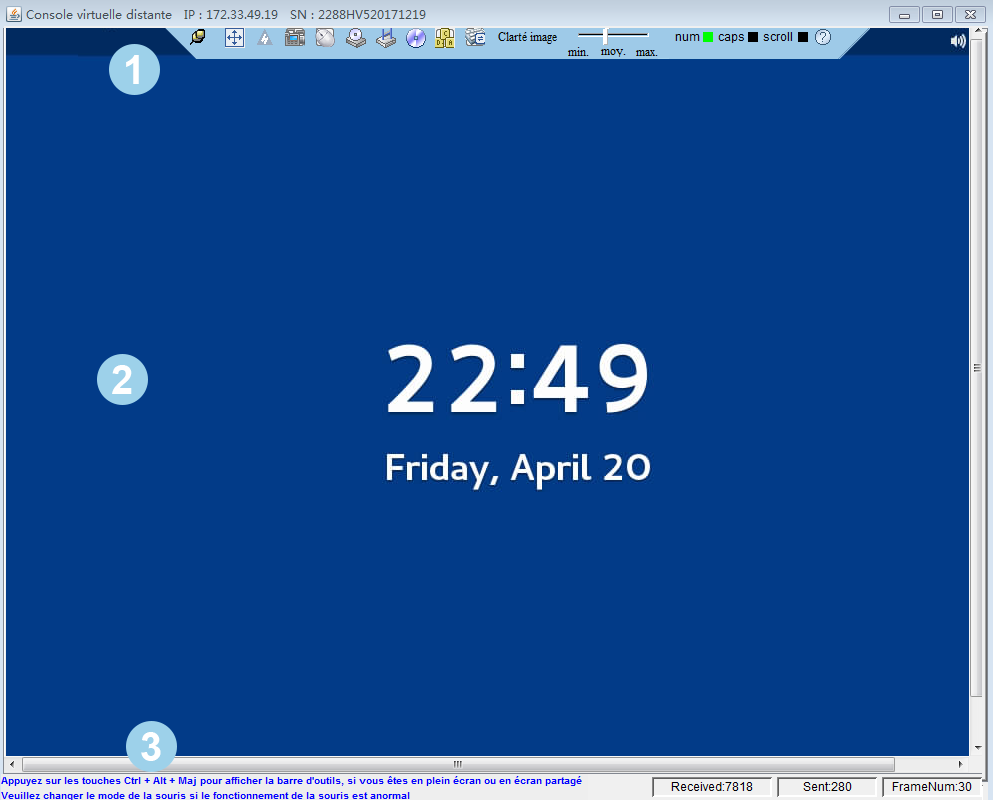 Console virtuelle distante IP : 172.33.49.19 SN : 2288HV520171219
Clarté image
min. moy. max.
num caps scroll ?
1
2
22:49
Friday, April 20
3
Appuyez sur les touches Ctrl + Alt + Maj pour afficher la barre d'outils, si vous êtes en plein écran ou en écran partagé
Veuillez changer le mode de la souris si le fonctionnement de la souris est anormal
Received:7818 Sent:280 FrameNum:30